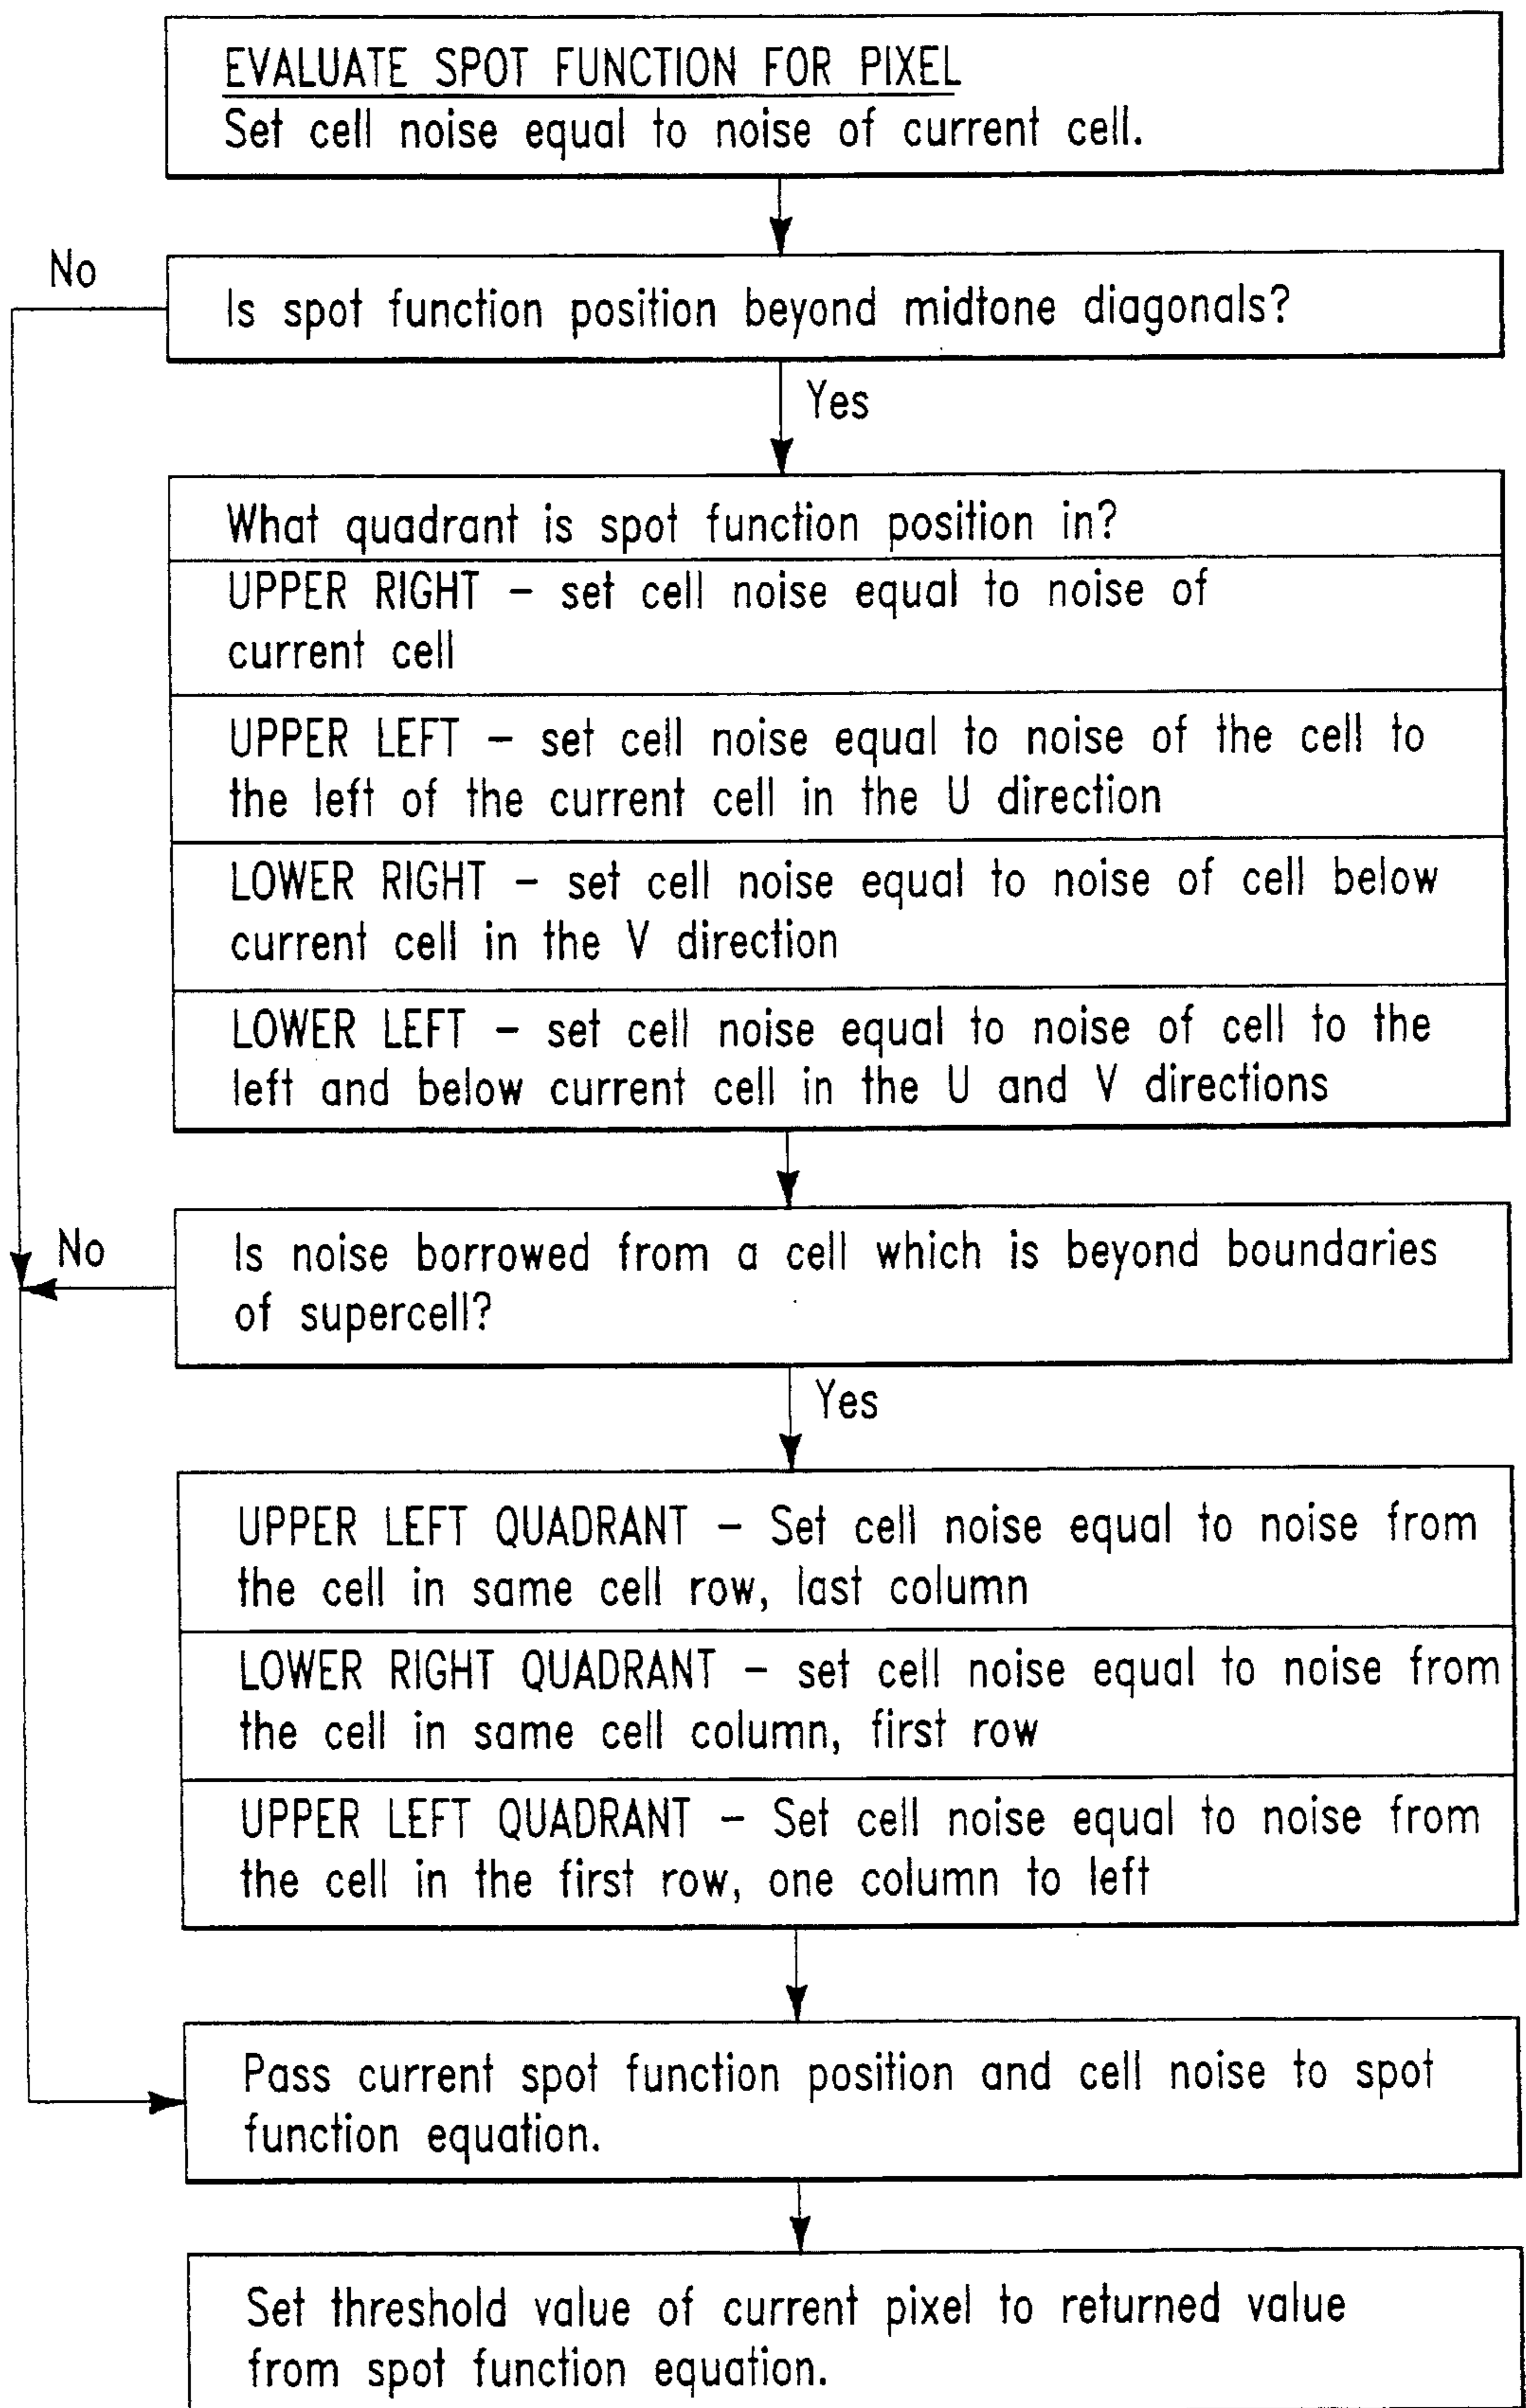 EVALUATE SPOT FUNCTION FOR PIXEL
Set cell noise equal to noise of current cell.
No
Is spot function position beyond midtone diagonals?
Yes
What quadrant is spot function position in?
UPPER RIGHT – set cell noise equal to noise of
current cell
UPPER LEFT – set cell noise equal to noise of the cell to
the left of the current cell in the U direction
LOWER RIGHT – set cell noise equal to noise of cell below
current cell in the V direction
LOWER LEFT – set cell noise equal to noise of cell to the
left and below current cell in the U and V directions
No
Is noise borrowed from a cell which is beyond boundaries
of supercell?
Yes
UPPER LEFT QUADRANT – Set cell noise equal to noise from
the cell in same cell row, last column
LOWER RIGHT QUADRANT – set cell noise equal to noise from
the cell in same cell column, first row
UPPER LEFT QUADRANT – Set cell noise equal to noise from
the cell in the first row, one column to left
Pass current spot function position and cell noise to spot
function equation.
Set threshold value of current pixel to returned value
from spot function equation.